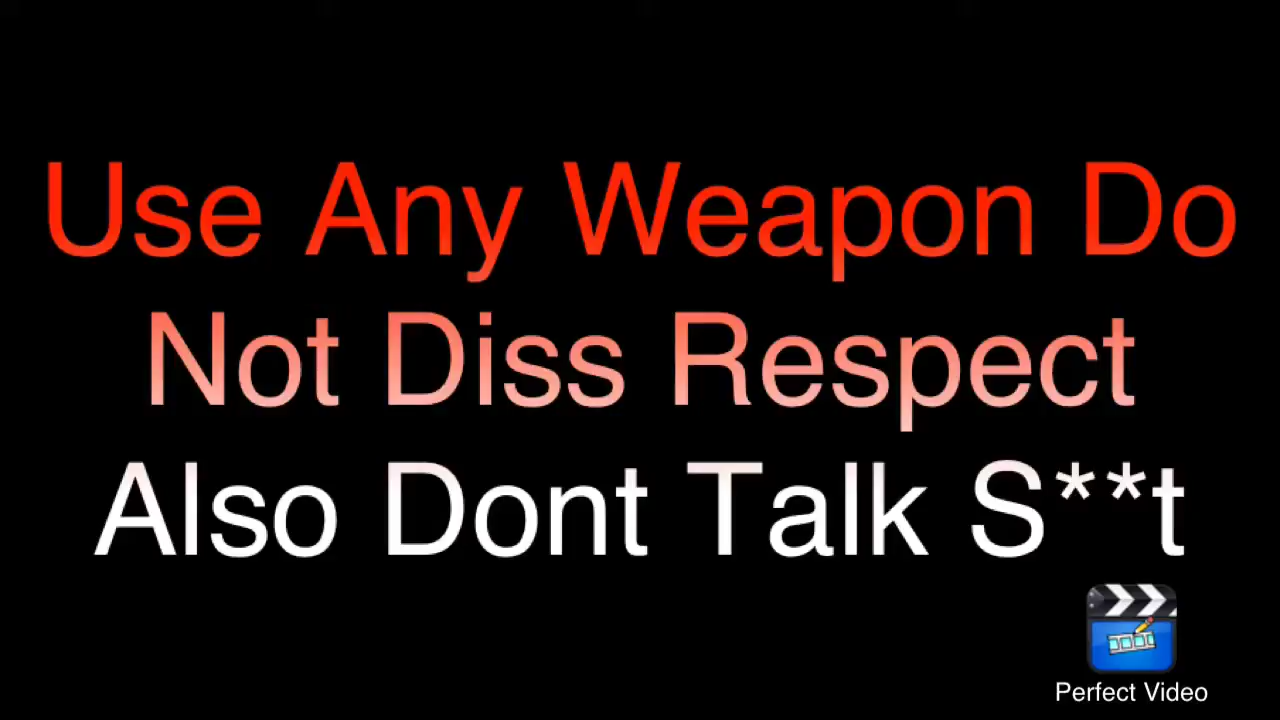 Use Any Weapon Do
Not Diss Respect
Also Dont Talk S**t
Perfect Video